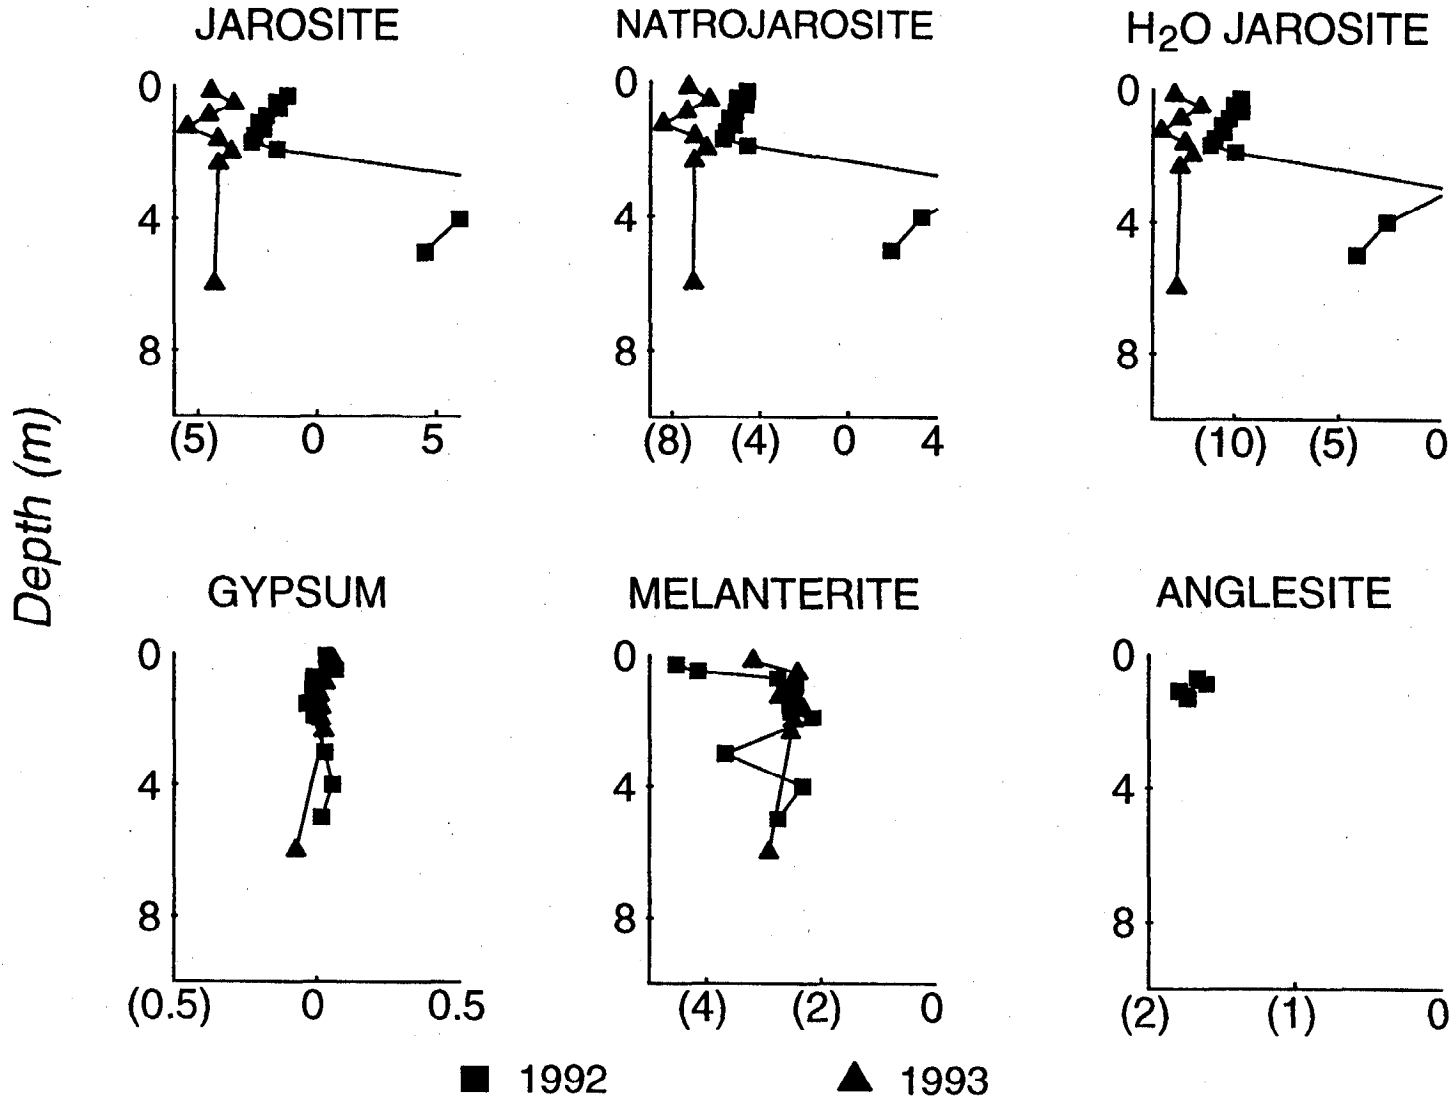 JAROSITE NATROJAROSITE H2O JAROSITE
0 0 0
4 4 4
8 8 8
(5) 0 5 (8) (4) 0 4 (10) (5) 0
Depth (m)
GYPSUM MELANTERITE ANGLESITE
0 0 0
4 4 4
8 8 8
(0.5) 0 0.5 (4) (2) 0 (2) (1) 0
1992 1993